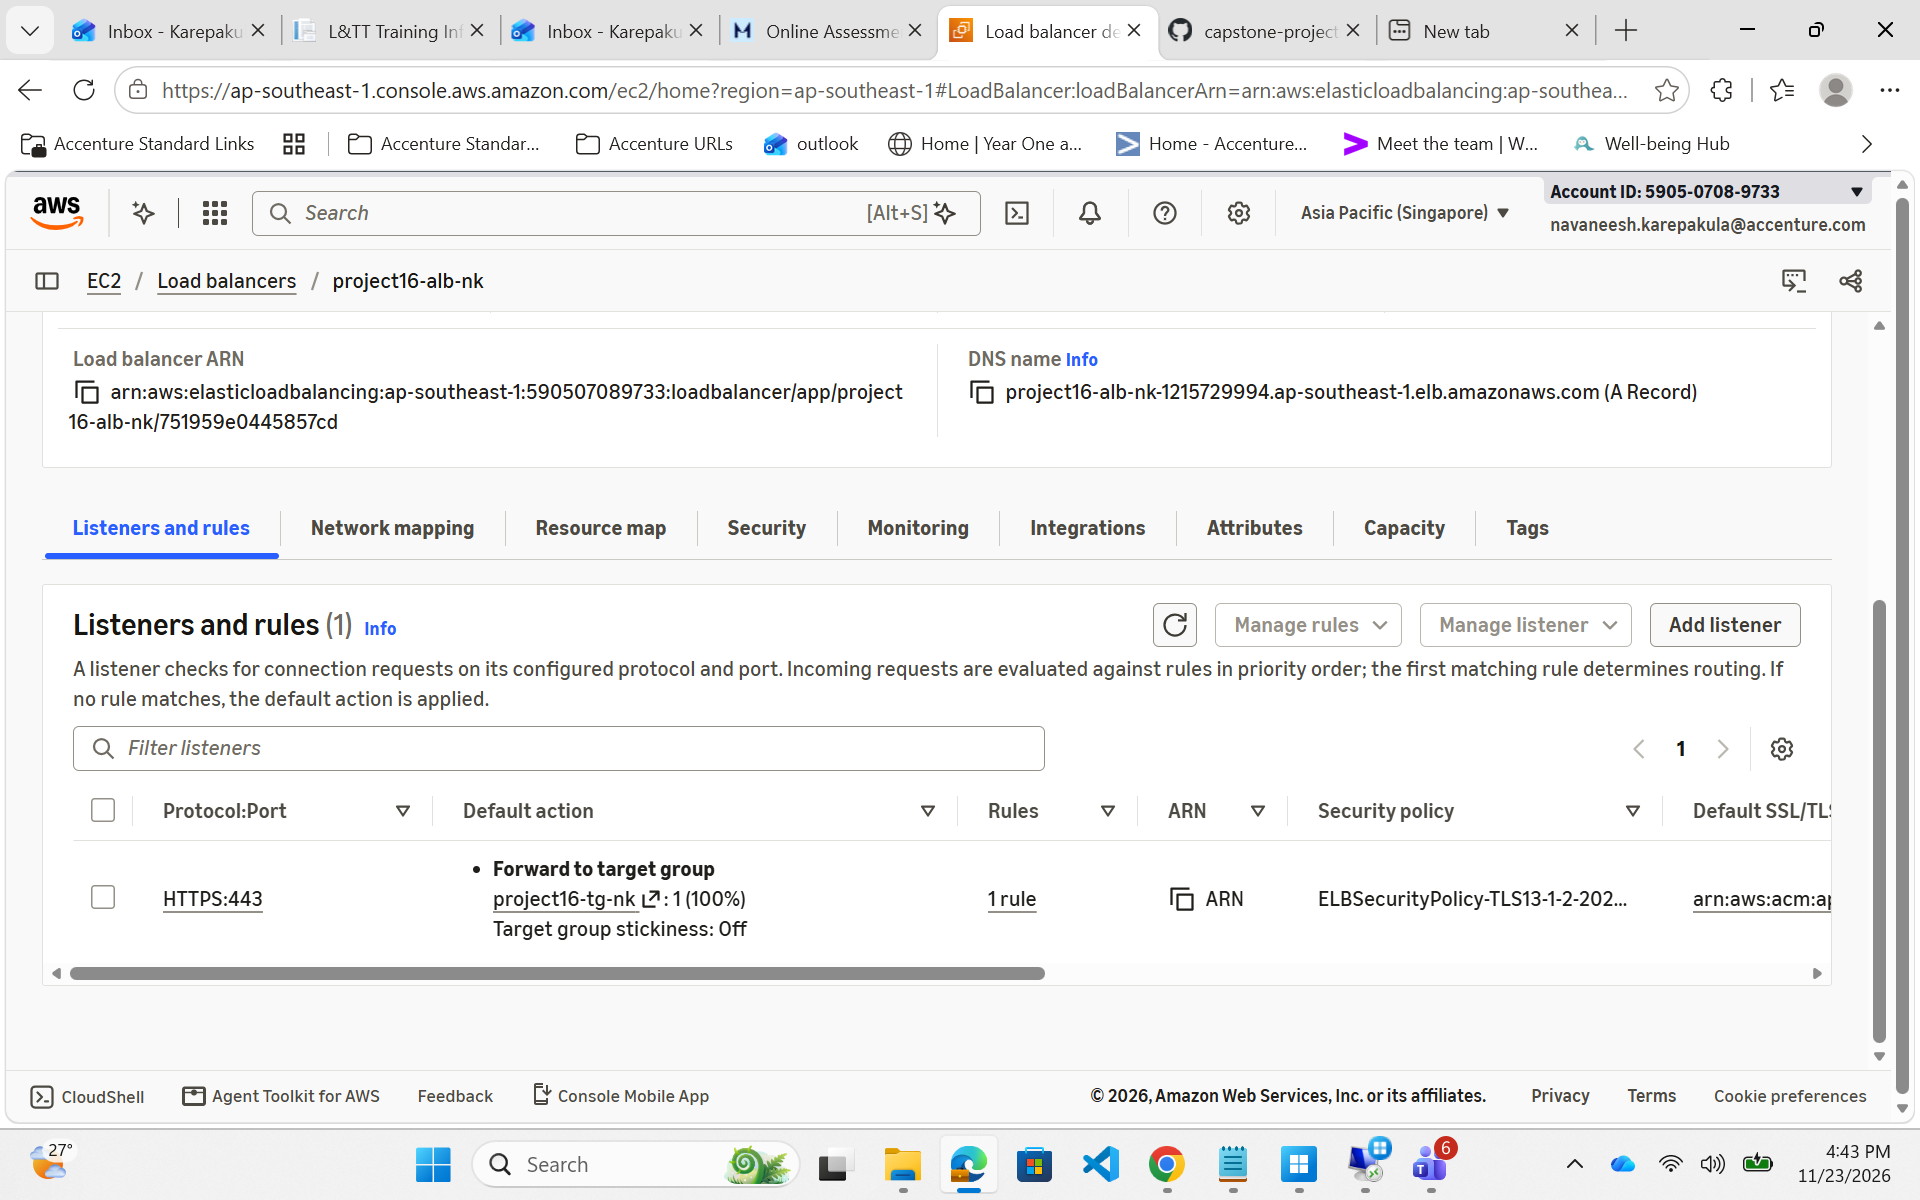 Inbox - Karepaku
L&TT Training Inf
Inbox - Karepaku
Online Assessme
Load balancer de
capstone-project
New tab
https://ap-southeast-1.console.aws.amazon.com/ec2/home?region=ap-southeast-1#LoadBalancer:loadBalancerArn=arn:aws:elasticloadbalancing:ap-southea...
Accenture Standard Links
Accenture Standar...
Accenture URLs
outlook
Home | Year One a...
Home - Accenture...
Meet the team | W...
Well-being Hub
aws
Search
[Alt+S]
Asia Pacific (Singapore)
Account ID: 5905-0708-9733
navaneesh.karepakula@accenture.com
EC2 / Load balancers / project16-alb-nk
Load balancer ARN
arn:aws:elasticloadbalancing:ap-southeast-1:590507089733:loadbalancer/app/project
16-alb-nk/751959e0445857cd
DNS name Info
project16-alb-nk-1215729994.ap-southeast-1.elb.amazonaws.com (A Record)
Listeners and rules
Network mapping
Resource map
Security
Monitoring
Integrations
Attributes
Capacity
Tags
Listeners and rules (1) Info
Manage rules
Manage listener
Add listener
A listener checks for connection requests on its configured protocol and port. Incoming requests are evaluated against rules in priority order; the first matching rule determines routing. If
no rule matches, the default action is applied.
Filter listeners
1
Protocol:Port
Default action
Rules
ARN
Security policy
Default SSL/TLS
HTTPS:443
• Forward to target group
project16-tg-nk : 1 (100%)
Target group stickiness: Off
1 rule
ARN
ELBSecurityPolicy-TLS13-1-2-202...
arn:aws:acm:ap
CloudShell
Agent Toolkit for AWS
Feedback
Console Mobile App
© 2026, Amazon Web Services, Inc. or its affiliates.
Privacy
Terms
Cookie preferences
27°
Search
6
4:43 PM
11/23/2026